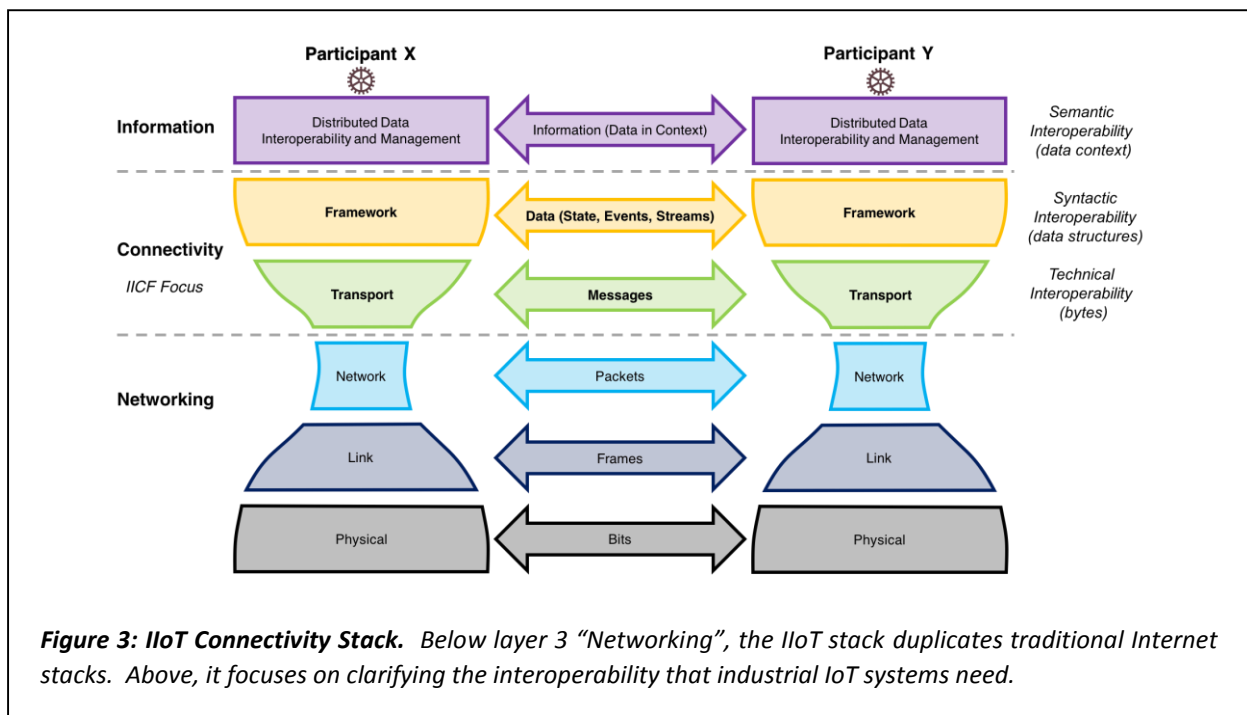 Participant X
Participant Y
Information
Distributed Data
Interoperability and Management
Information (Data in Context)
Distributed Data
Interoperability and Management
Semantic
Interoperability
(data context)
Framework
Data (State, Events, Streams)
Framework
Syntactic
Interoperability
(data structures)
Connectivity
IICF Focus
Transport
Messages
Transport
Technical
Interoperability
(bytes)
Network
Packets
Network
Networking
Link
Frames
Link
Physical
Bits
Physical
Figure 3: IIoT Connectivity Stack. Below layer 3 “Networking”, the IIoT stack duplicates traditional Internet
stacks. Above, it focuses on clarifying the interoperability that industrial IoT systems need.